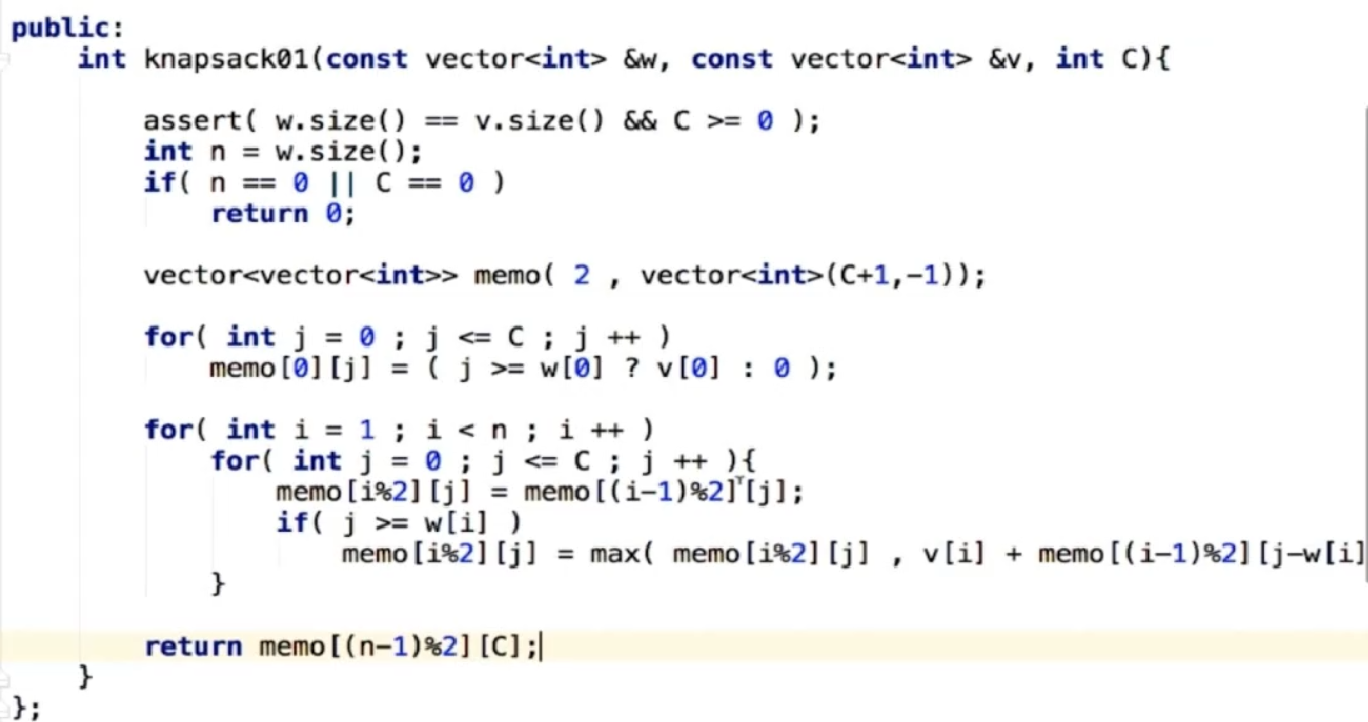 public:
    int knapsack01(const vector<int> &w, const vector<int> &v, int C){

        assert( w.size() == v.size() && C >= 0 );
        int n = w.size();
        if( n == 0 || C == 0 )
            return 0;

        vector<vector<int>> memo( 2 , vector<int>(C+1,-1));

        for( int j = 0 ; j <= C ; j ++ )
            memo[0][j] = ( j >= w[0] ? v[0] : 0 );

        for( int i = 1 ; i < n ; i ++ )
            for( int j = 0 ; j <= C ; j ++ ){
                memo[i%2][j] = memo[(i-1)%2][j];
                if( j >= w[i] )
                    memo[i%2][j] = max( memo[i%2][j] , v[i] + memo[(i-1)%2][j-w[i]
            }

        return memo[(n-1)%2][C];
    }
};